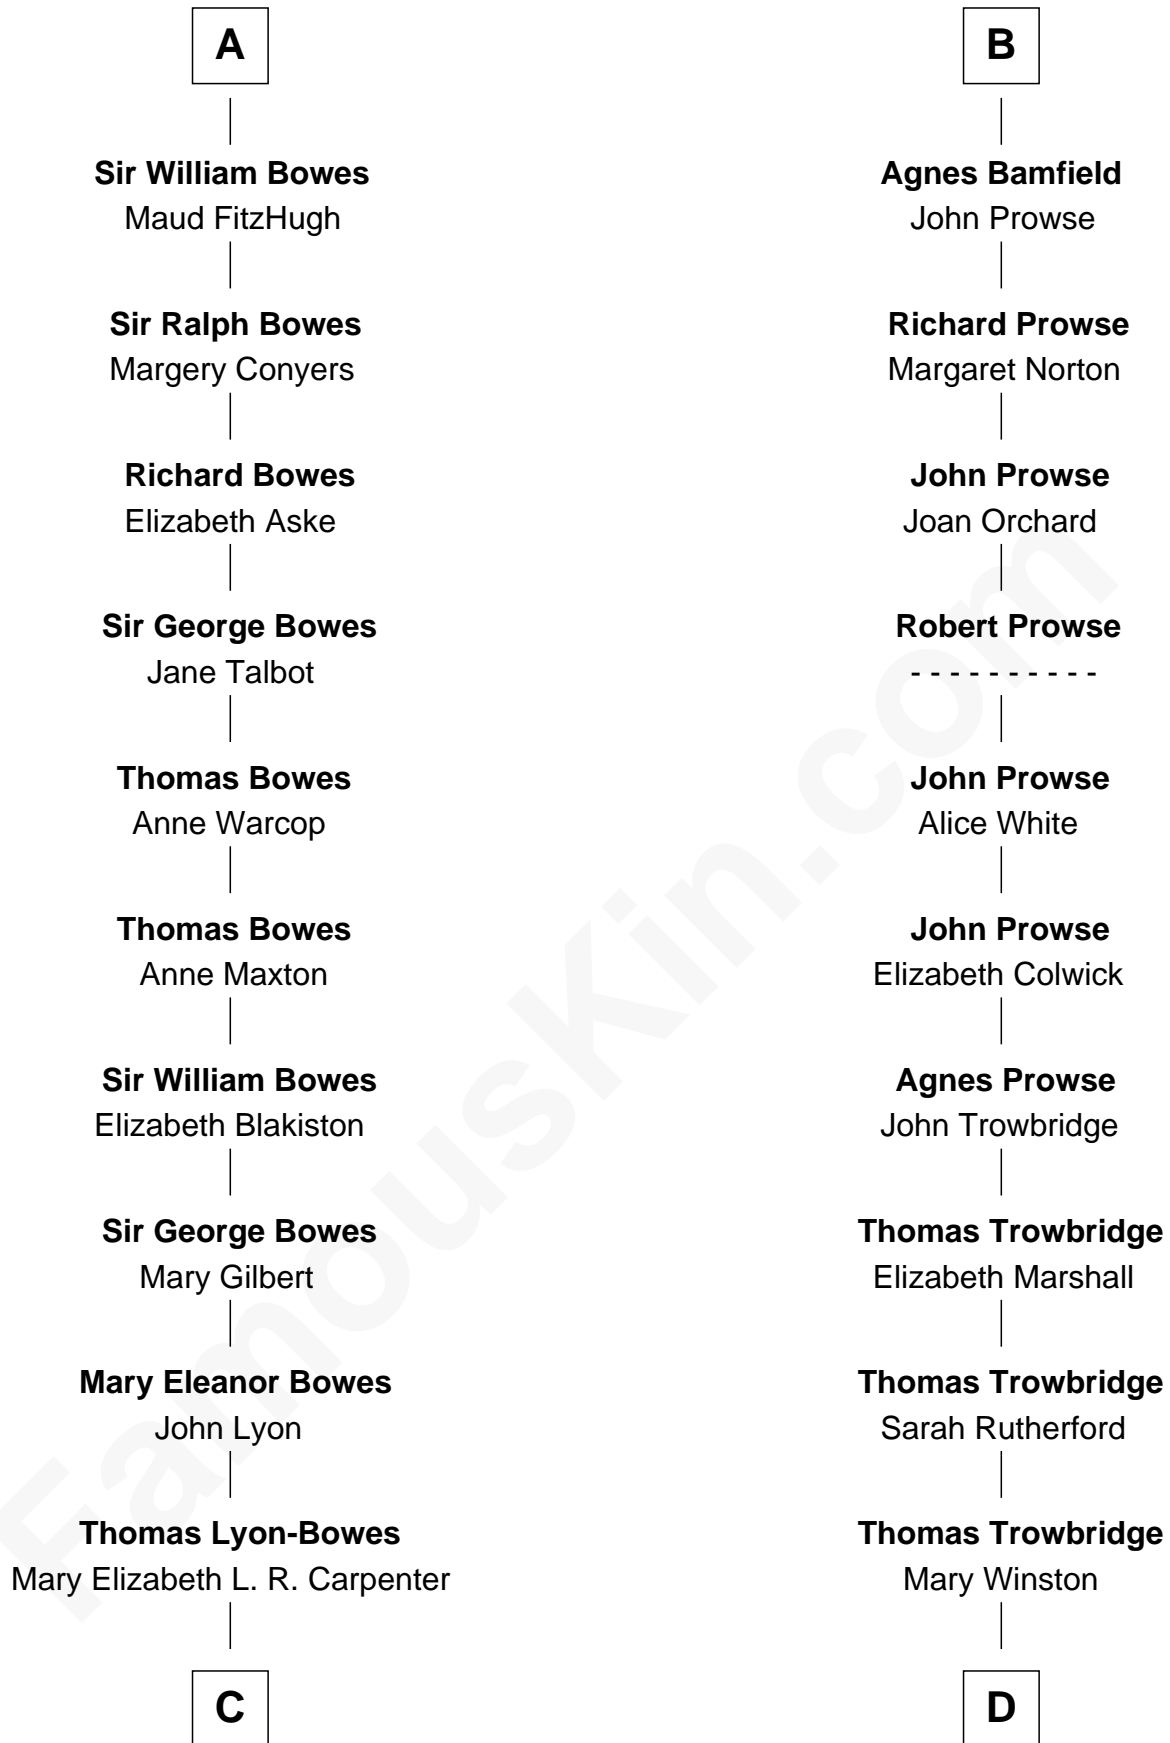 A
Sir William Bowes
Maud FitzHugh
Sir Ralph Bowes
Margery Conyers
Richard Bowes
Elizabeth Aske
Sir George Bowes
Jane Talbot
Thomas Bowes
Anne Warcop
Thomas Bowes
Anne Maxton
Sir William Bowes
Elizabeth Blakiston
Sir George Bowes
Mary Gilbert
Mary Eleanor Bowes
John Lyon
Thomas Lyon-Bowes
Mary Elizabeth L. R. Carpenter
C
B
Agnes Bamfield
John Prowse
Richard Prowse
Margaret Norton
John Prowse
Joan Orchard
Robert Prowse
- - - - - - - - - -
John Prowse
Alice White
John Prowse
Elizabeth Colwick
Agnes Prowse
John Trowbridge
Thomas Trowbridge
Elizabeth Marshall
Thomas Trowbridge
Sarah Rutherford
Thomas Trowbridge
Mary Winston
D
FamousKin.com